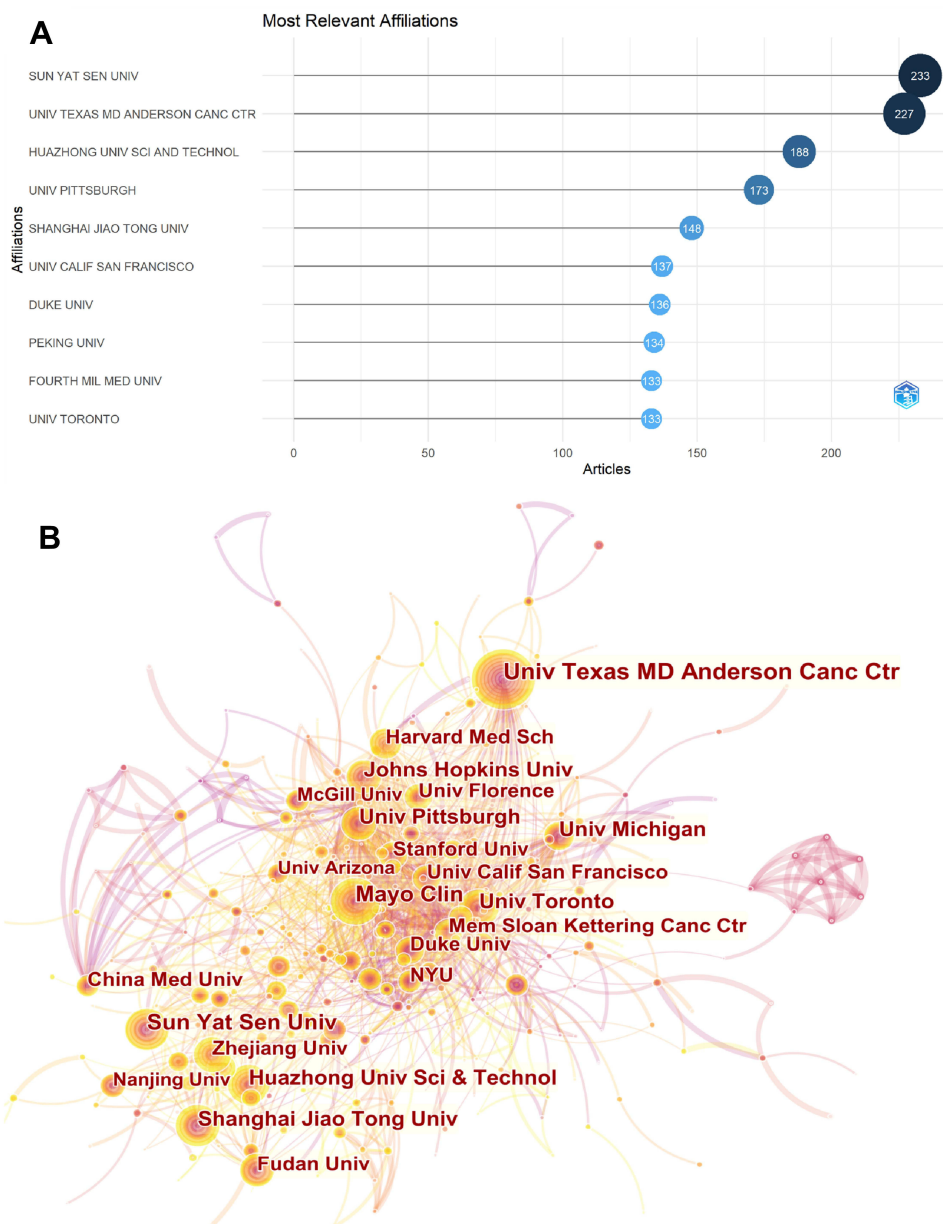 A
Most Relevant Affiliations
SUN YAT SEN UNIV
233
UNIV TEXAS MD ANDERSON CANC CTR
227
HUAZHONG UNIV SCI AND TECHNOL
188
UNIV PITTSBURGH
173
SHANGHAI JIAO TONG UNIV
148
UNIV CALIF SAN FRANCISCO
137
DUKE UNIV
136
PEKING UNIV
134
FOURTH MIL MED UNIV
133
UNIV TORONTO
133
Affiliations
0 50 100 150 200
Articles
B
Univ Texas MD Anderson Canc Ctr
Harvard Med Sch
Johns Hopkins Univ
McGill Univ
Univ Florence
Univ Pittsburgh
Univ Michigan
Stanford Univ
Univ Arizona
Univ Calif San Francisco
Mayo Clin
Univ Toronto
Mem Sloan Kettering Canc Ctr
Duke Univ
NYU
China Med Univ
Sun Yat Sen Univ
Zhejiang Univ
Nanjing Univ
Huazhong Univ Sci & Technol
Shanghai Jiao Tong Univ
Fudan Univ